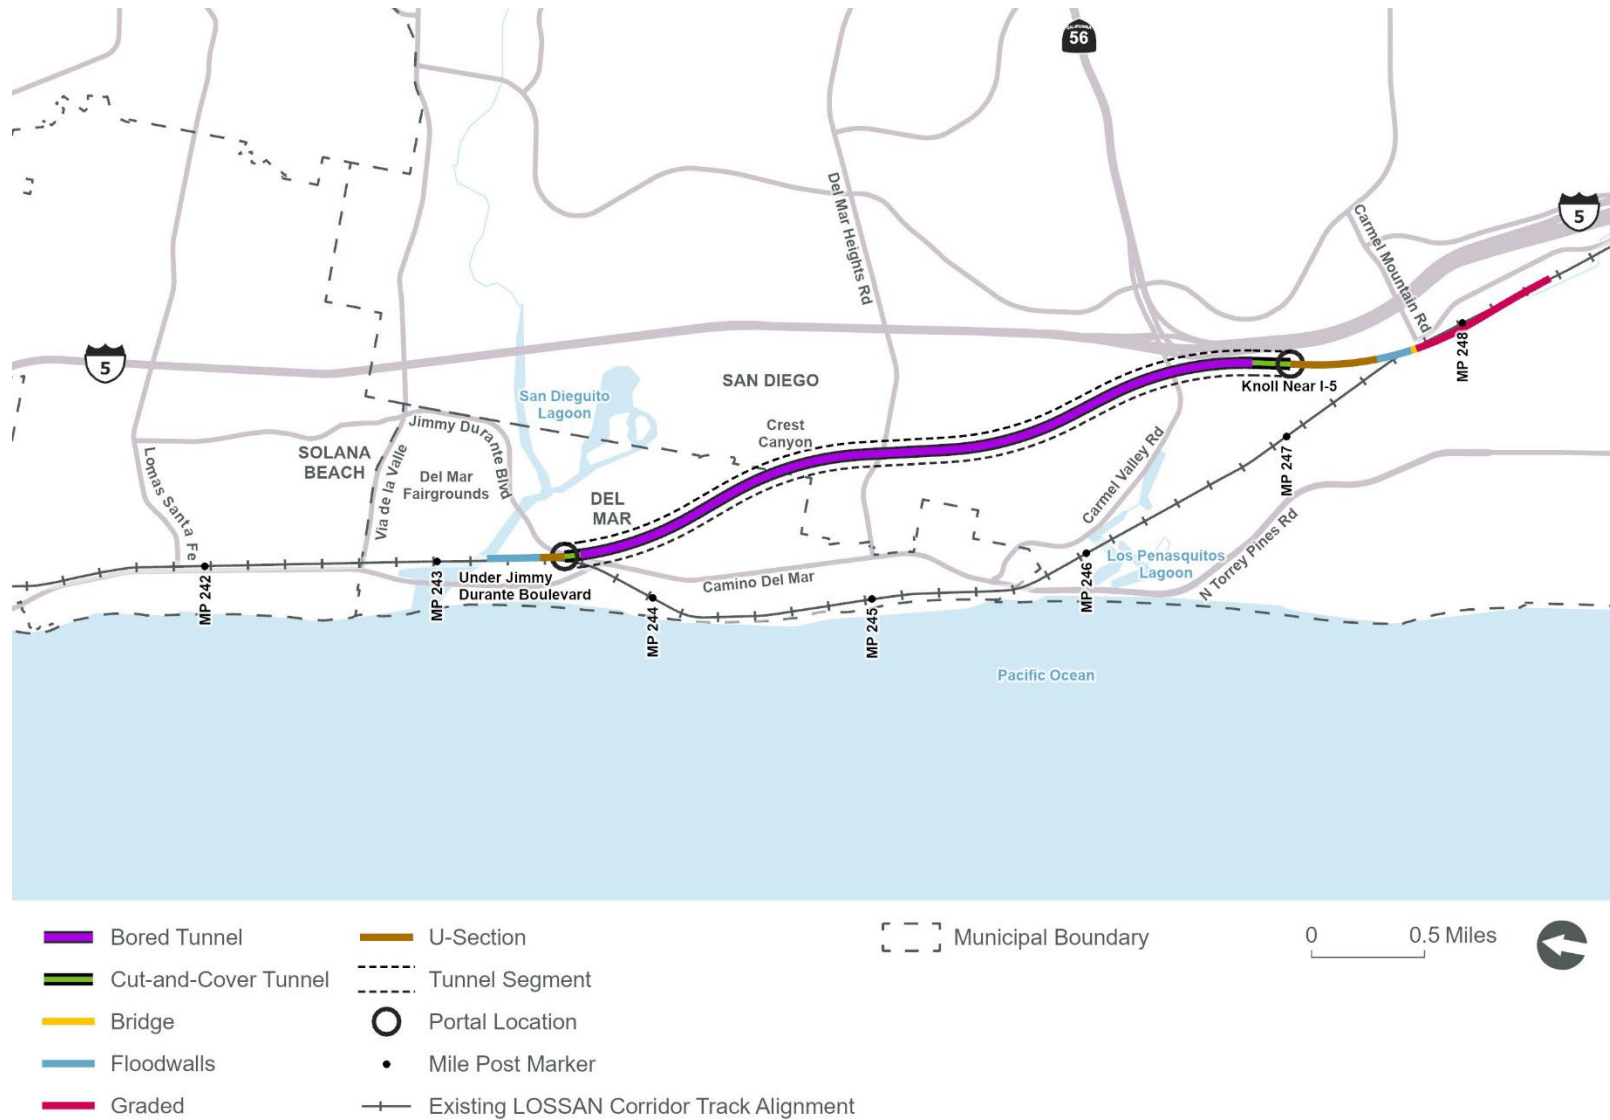 CALIFORNIA
56
5
Del Mar Heights Rd
Carmel Mountain Rd
5
MP 248
Knoll Near I-5
SAN DIEGO
San Dieguito
Lagoon
Crest
Canyon
Jimmy Durante Blvd
SOLANA
BEACH
Lomas Santa Fe
Via de la Valle
Del Mar
Fairgrounds
DEL
MAR
Carmel Valley Rd
MP 247
N Torrey Pines Rd
Los Penasquitos
Lagoon
Under Jimmy
Durante Boulevard
Camino Del Mar
MP 242
MP 243
MP 244
MP 245
MP 246
Pacific Ocean
Bored Tunnel
Cut-and-Cover Tunnel
Bridge
Floodwalls
Graded
U-Section
Tunnel Segment
Portal Location
Mile Post Marker
Existing LOSSAN Corridor Track Alignment
Municipal Boundary
0 0.5 Miles